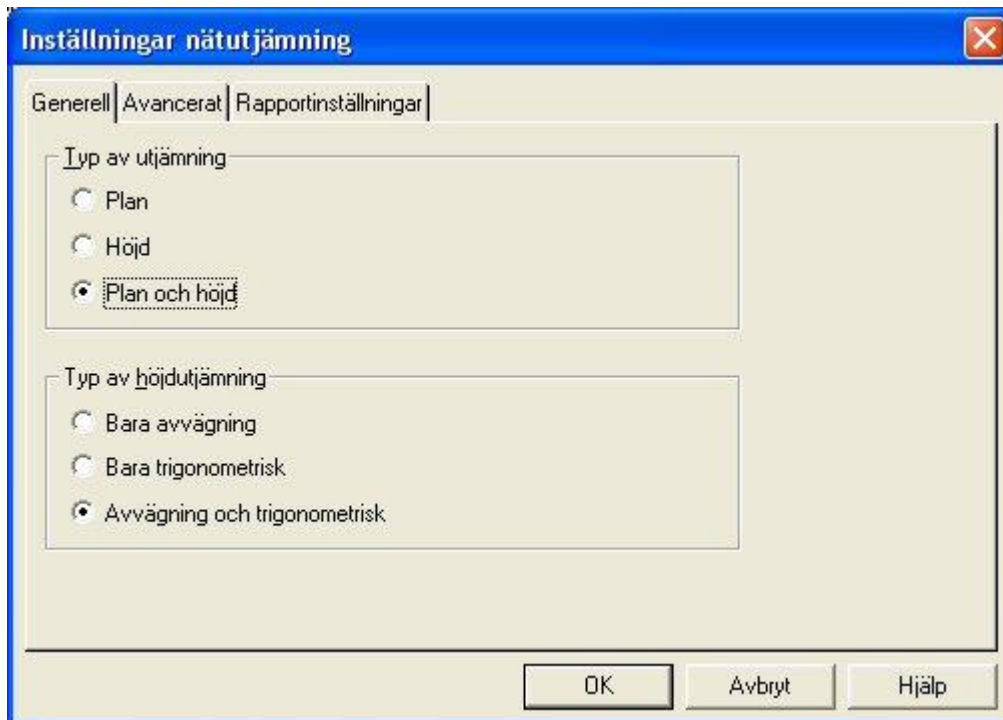 Inställningar nätutjämning
Generell Avancerat Rapportinställningar
Typ av utjämning
Plan
Höjd
Plan och höjd
Typ av höjdutjämning
Bara avvägning
Bara trigonometrisk
Avvägning och trigonometrisk
OK Avbryt Hjälp